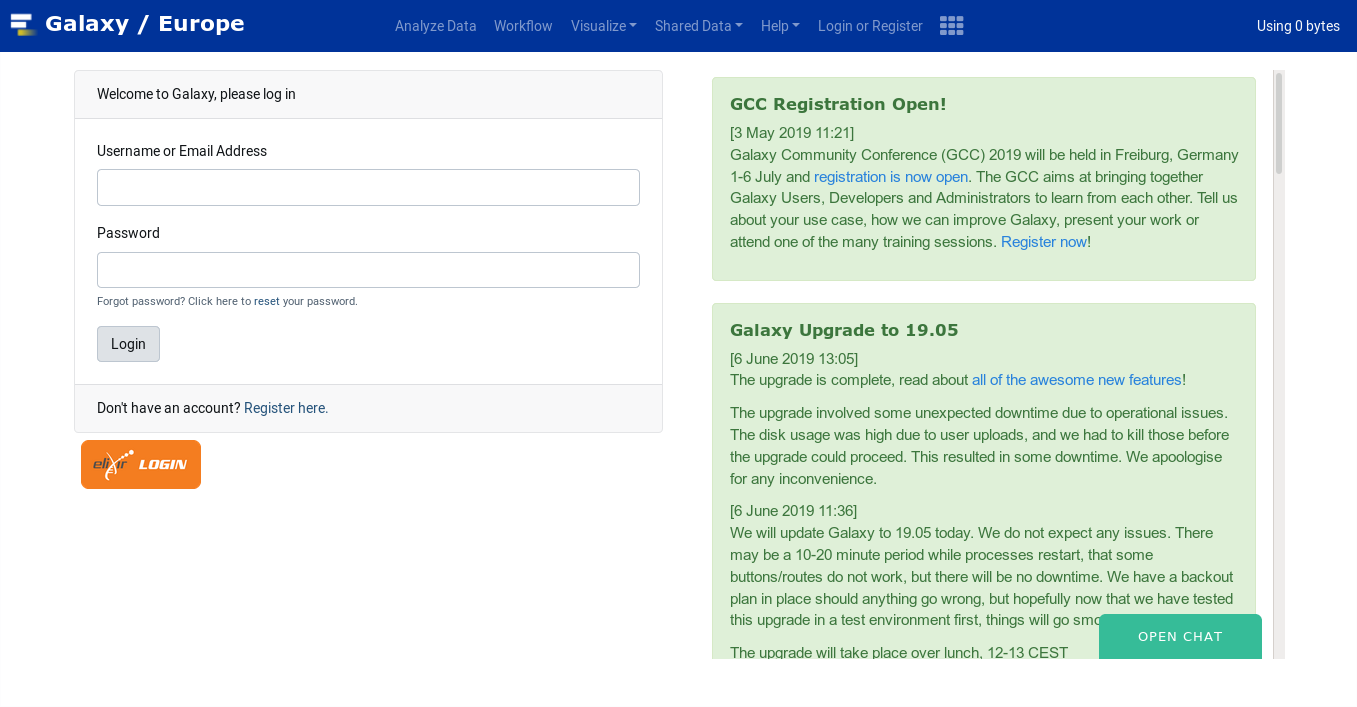 Galaxy / Europe
Analyze Data Workflow Visualize Shared Data Help Login or Register
Using 0 bytes
Welcome to Galaxy, please log in
Username or Email Address
Password
Forgot password? Click here to reset your password.
Login
Don't have an account? Register here.
elixir LOGIN
GCC Registration Open!
[3 May 2019 11:21]
Galaxy Community Conference (GCC) 2019 will be held in Freiburg, Germany
1-6 July and registration is now open. The GCC aims at bringing together
Galaxy Users, Developers and Administrators to learn from each other. Tell us
about your use case, how we can improve Galaxy, present your work or
attend one of the many training sessions. Register now!
Galaxy Upgrade to 19.05
[6 June 2019 13:05]
The upgrade is complete, read about all of the awesome new features!
The upgrade involved some unexpected downtime due to operational issues.
The disk usage was high due to user uploads, and we had to kill those before
the upgrade could proceed. This resulted in some downtime. We apoologise
for any inconvenience.
[6 June 2019 11:36]
We will update Galaxy to 19.05 today. We do not expect any issues. There
may be a 10-20 minute period while processes restart, that some
buttons/routes do not work, but there will be no downtime. We have a backout
plan in place should anything go wrong, but hopefully now that we have tested
this upgrade in a test environment first, things will go
The upgrade will take place over lunch, 12-13 CEST
OPEN CHAT